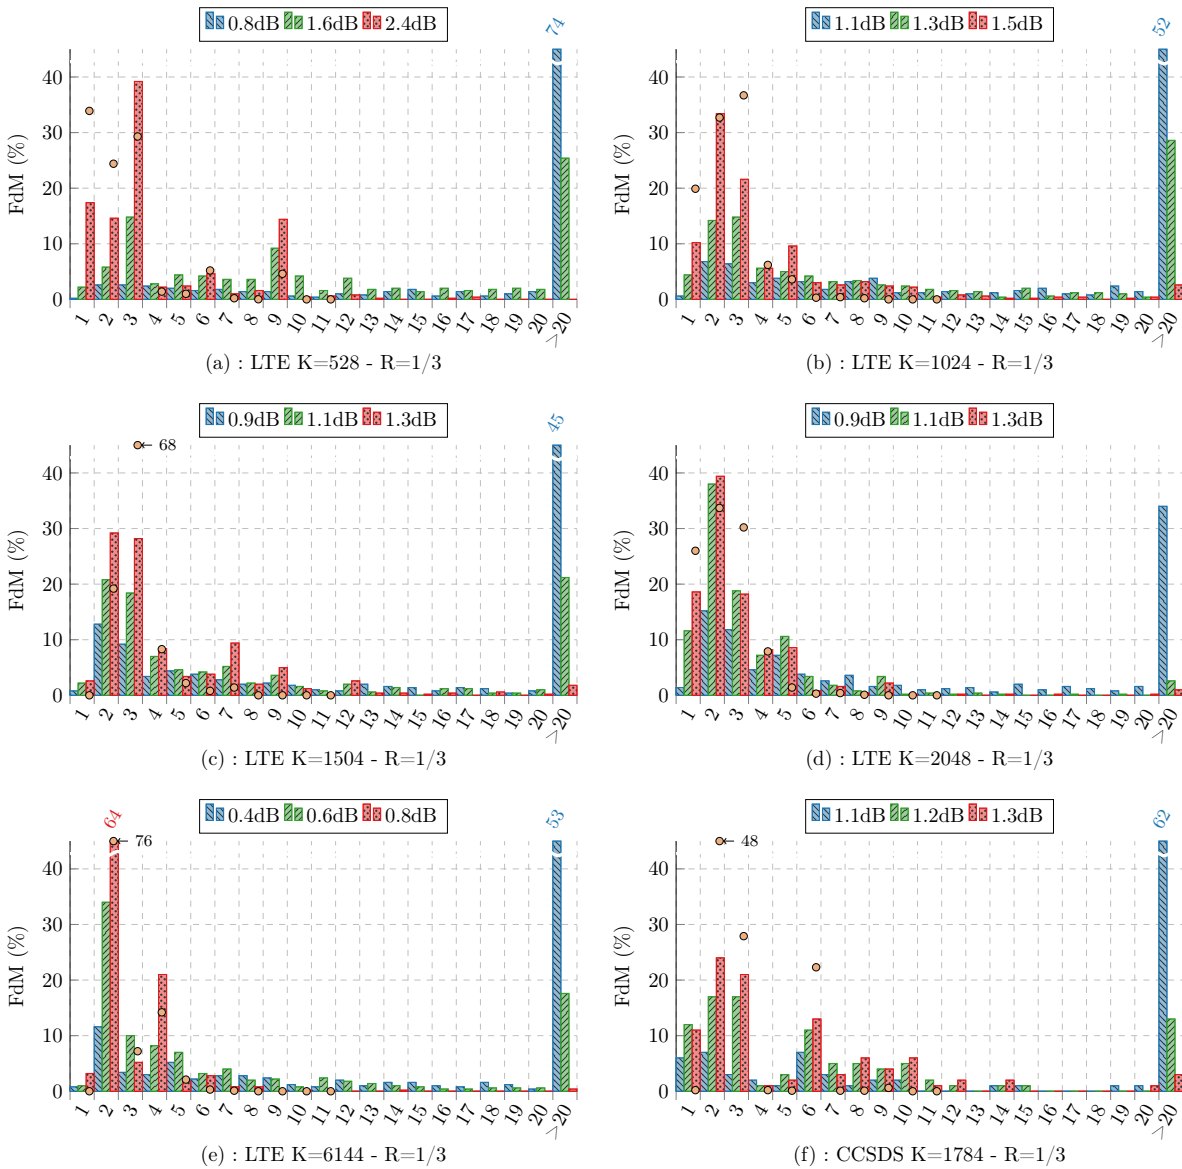 0.8dB 1.6dB 2.4dB
74
FdM (%)
40
30
20
10
0
1 2 3 4 5 6 7 8 9 10 11 12 13 14 15 16 17 18 19 20 >20
(a) : LTE K=528 - R=1/3
1.1dB 1.3dB 1.5dB
52
FdM (%)
40
30
20
10
0
1 2 3 4 5 6 7 8 9 10 11 12 13 14 15 16 17 18 19 20 >20
(b) : LTE K=1024 - R=1/3
0.9dB 1.1dB 1.3dB
45
68
FdM (%)
40
30
20
10
0
1 2 3 4 5 6 7 8 9 10 11 12 13 14 15 16 17 18 19 20 >20
(c) : LTE K=1504 - R=1/3
0.9dB 1.1dB 1.3dB
FdM (%)
40
30
20
10
0
1 2 3 4 5 6 7 8 9 10 11 12 13 14 15 16 17 18 19 20 >20
(d) : LTE K=2048 - R=1/3
0.4dB 0.6dB 0.8dB
64
53
76
FdM (%)
40
30
20
10
0
1 2 3 4 5 6 7 8 9 10 11 12 13 14 15 16 17 18 19 20 >20
(e) : LTE K=6144 - R=1/3
1.1dB 1.2dB 1.3dB
62
48
FdM (%)
40
30
20
10
0
1 2 3 4 5 6 7 8 9 10 11 12 13 14 15 16 17 18 19 20 >20
(f) : CCSDS K=1784 - R=1/3